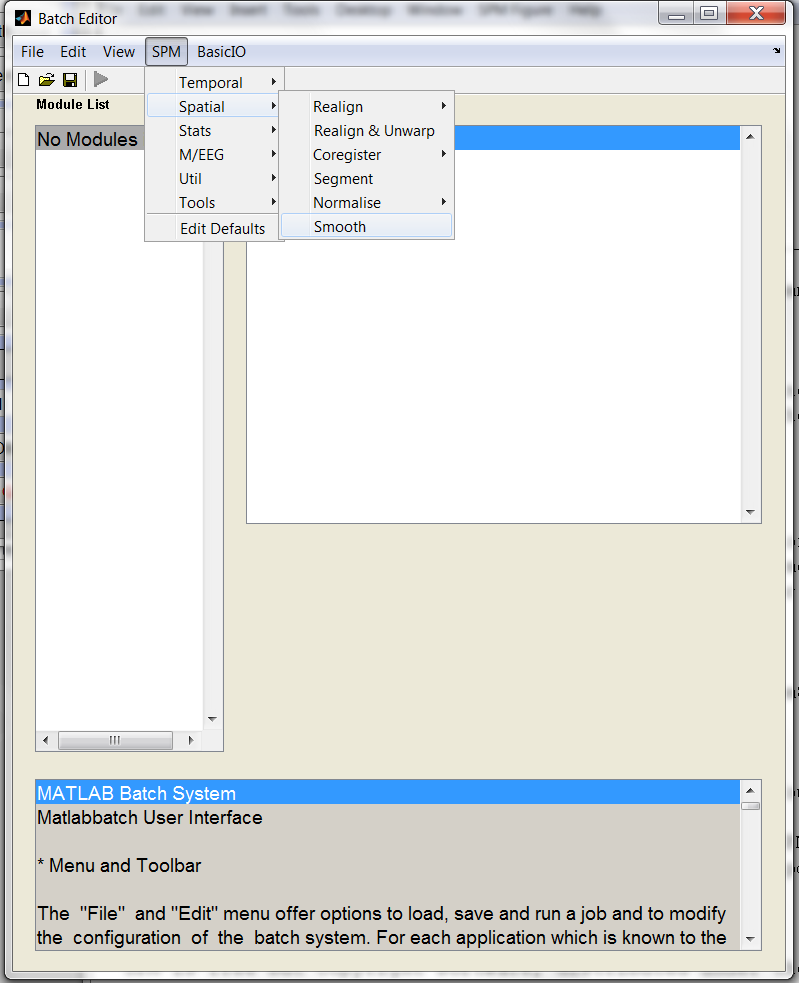 Batch Editor
File Edit View SPM BasicIO
Module List
No Modules
Temporal
Spatial
Stats
M/EEG
Util
Tools
Edit Defaults
Realign
Realign & Unwarp
Coregister
Segment
Normalise
Smooth
MATLAB Batch System
Matlabbatch User Interface
* Menu and Toolbar
The "File" and "Edit" menu offer options to load, save and run a job and to modify
the configuration of the batch system. For each application which is known to the